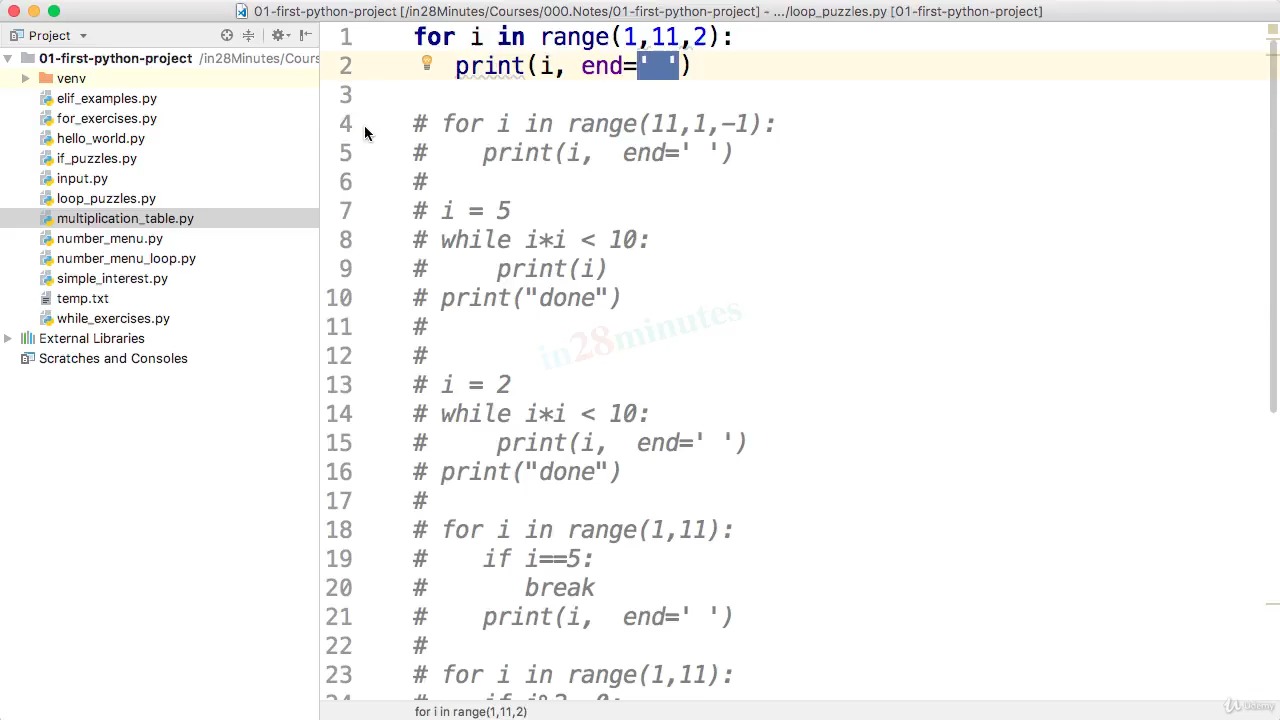 01-first-python-project [/in28Minutes/Courses/000.Notes/01-first-python-project] - .../loop_puzzles.py [01-first-python-project]
Project
01-first-python-project /in28Minutes/Cours
venv
elif_examples.py
for_exercises.py
hello_world.py
if_puzzles.py
input.py
loop_puzzles.py
multiplication_table.py
number_menu.py
number_menu_loop.py
simple_interest.py
temp.txt
while_exercises.py
External Libraries
Scratches and Consoles
1 for i in range(1,11,2):
2 print(i, end=' ')
3
4 # for i in range(11,1,-1):
5 # print(i, end=' ')
6 #
7 # i = 5
8 # while i*i < 10:
9 # print(i)
10 # print("done")
11 #
12 #
13 # i = 2
14 # while i*i < 10:
15 # print(i, end=' ')
16 # print("done")
17 #
18 # for i in range(1,11):
19 # if i==5:
20 # break
21 # print(i, end=' ')
22 #
23 # for i in range(1,11):
in28minutes
for i in range(1,11,2)
Udemy